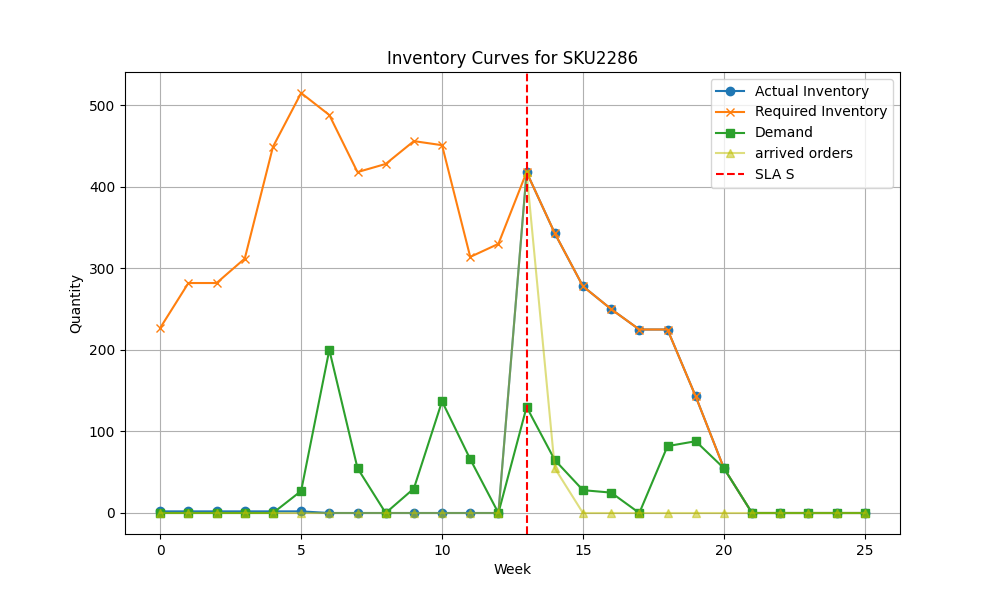 Inventory Curves for SKU2286
Actual Inventory
Required Inventory
Demand
arrived orders
SLA S
Quantity
500
400
300
200
100
0
0 5 10 15 20 25
Week